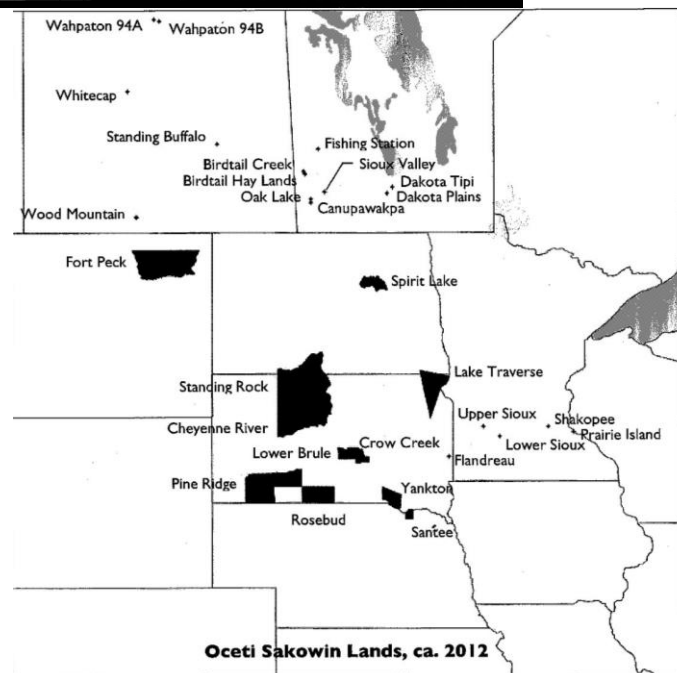 Wahpaton 94A
Wahpaton 94B
Whitecap
Standing Buffalo
Fishing Station
Birdtail Creek
Sioux Valley
Birdtail Hay Lands
Dakota Tipi
Oak Lake
Dakota Plains
Canupawakpa
Wood Mountain
Fort Peck
Spirit Lake
Lake Traverse
Standing Rock
Upper Sioux
Shakopee
Cheyenne River
Prairie Island
Crow Creek
Lower Sioux
Lower Brule
Flandreau
Pine Ridge
Yankton
Rosebud
Santee
Oceti Sakowin Lands, ca. 2012